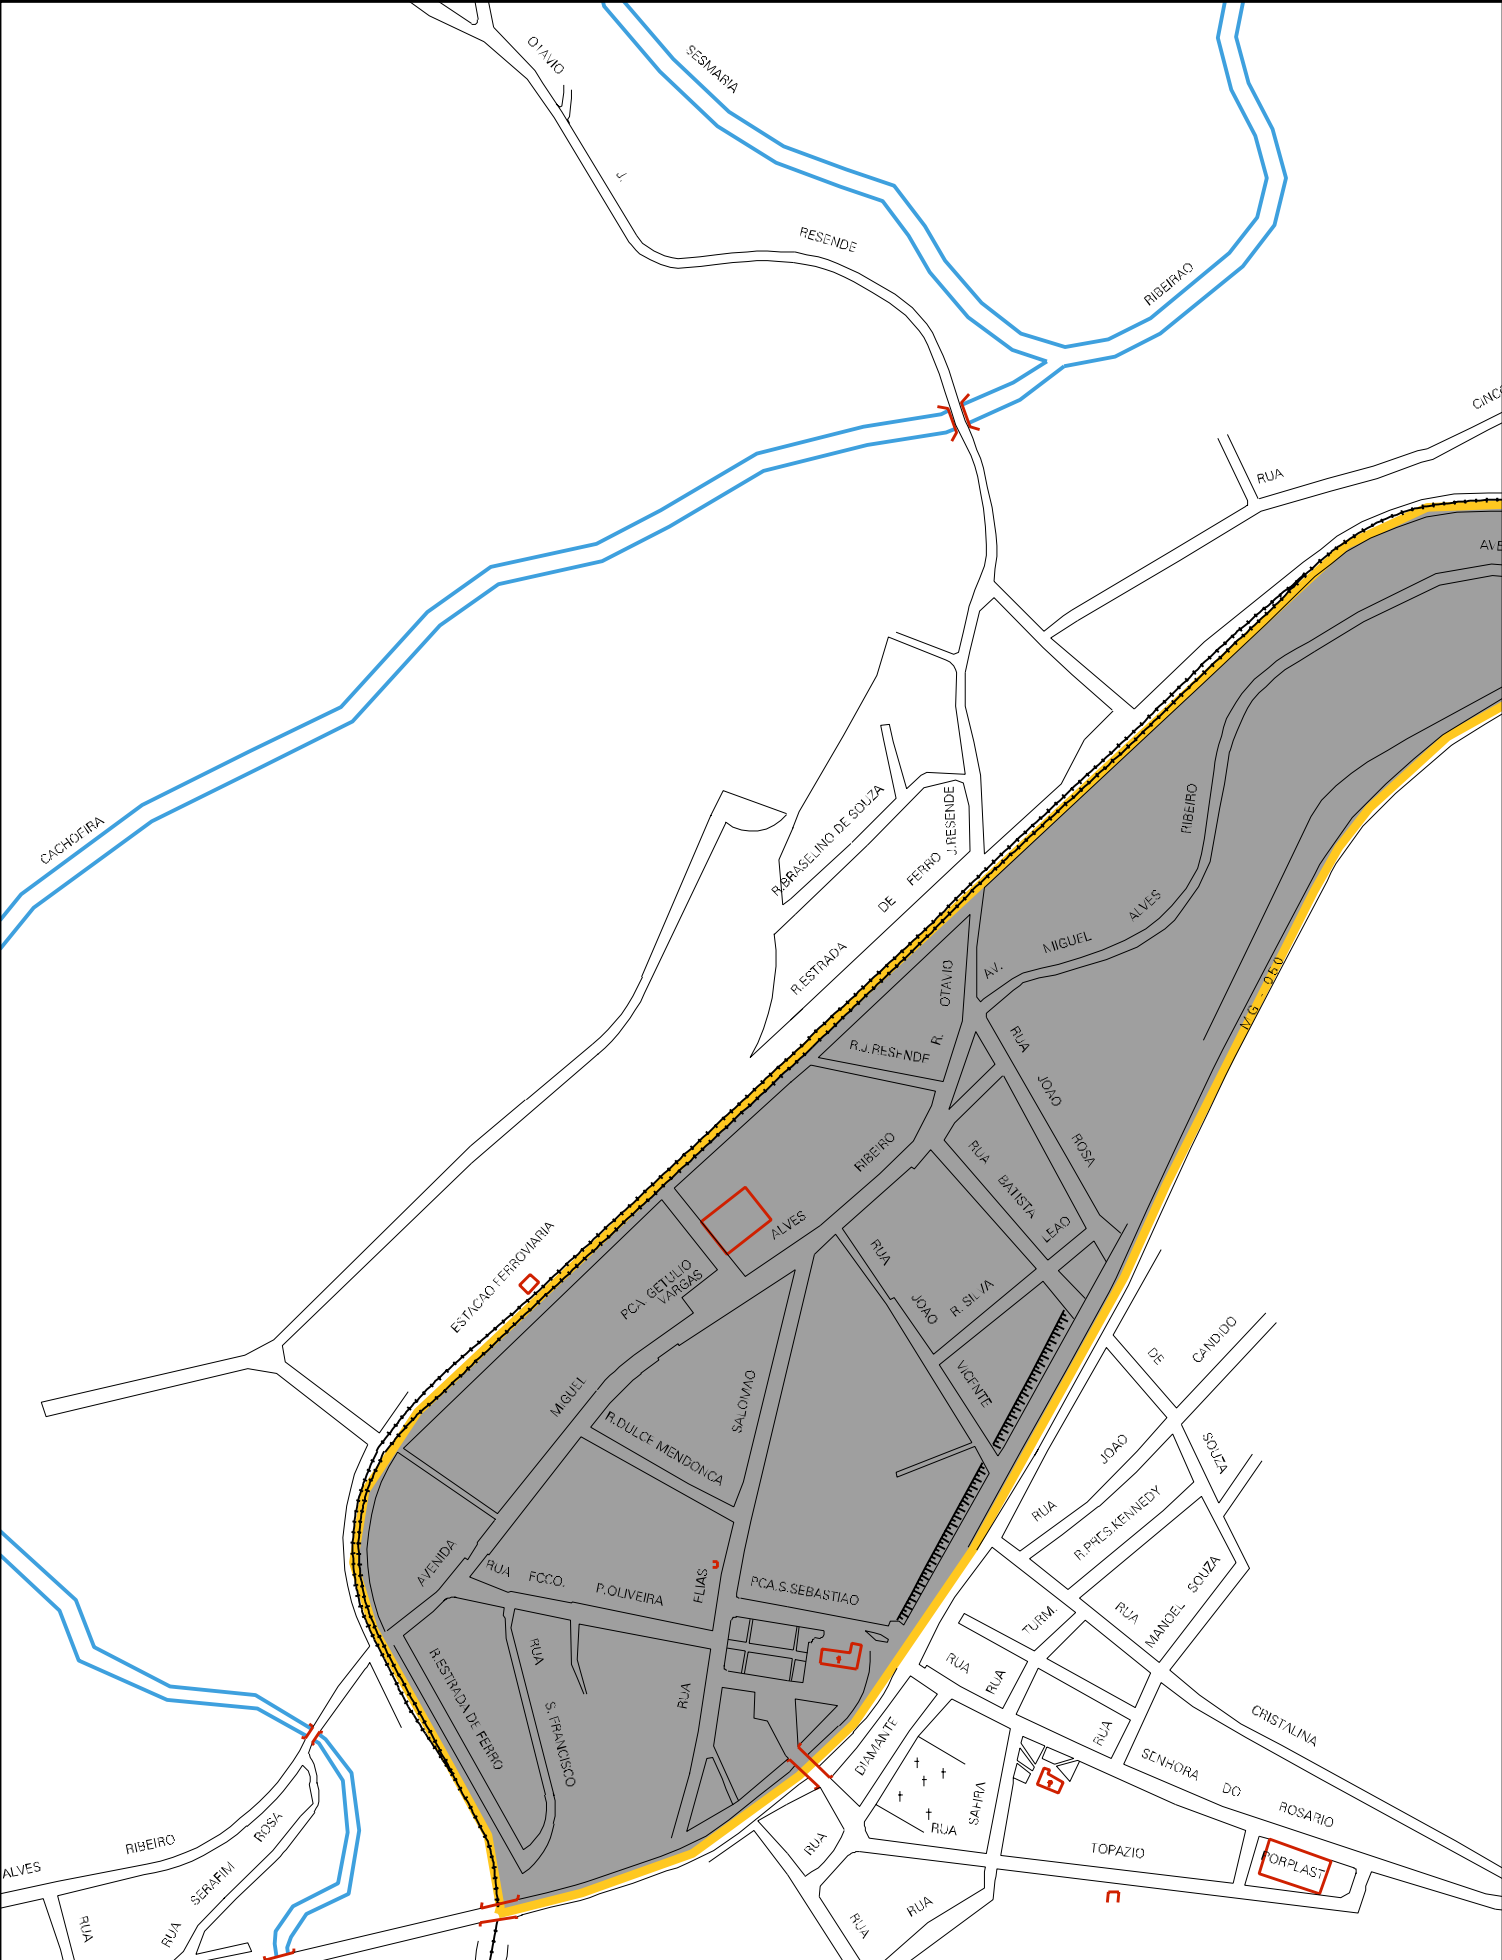 OTAVIO
SESMARIA
J.
RESENDE
RIBEIRAO
RUA
CACHOEIRA
R.BRASELINO DE SOUZA
J.RESENDE
R.ESTRADA DE FERRO
RIBEIRO
ALVES
MIGUEL
AV.
OTAVIO
R.
R.J.RESENDE
MG - 050
RUA
JOAO
ROSA
RIBEIRO
ALVES
RUA
BATISTA
LEAO
ESTACAO FERROVIARIA
PCA. GETULIO
VARGAS
RUA
JOAO
R. SILVA
VICENTE
MIGUEL
SALOMAO
R.DULCE MENDONCA
DE
CANDIDO
JOAO
RUA
SOUZA
R.PRES.KENNEDY
AVENIDA
RUA FCCO. P.OLIVEIRA
ELIAS
PCA.S.SEBASTIAO
RUA
MANOEL SOUZA
TURM.
RUA
RUA
R.ESTRADA DE FERRO
RUA
S. FRANCISCO
RUA
DIAMANTE
RUA
CRISTALINA
SENHORA DO ROSARIO
SAFIRA
RUA
RUA
TOPAZIO
PORPLAST
RUA
RUA
ALVES
RIBEIRO
ROSA
SERAFIM
RUA
RUA